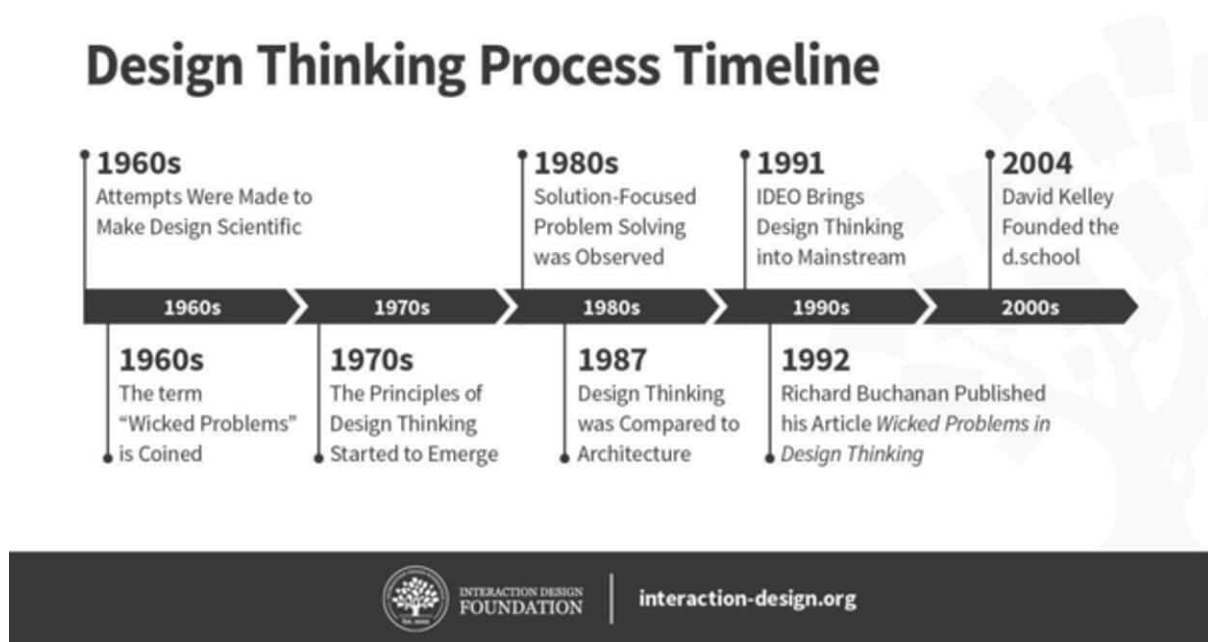 Design Thinking Process Timeline
1960s
Attempts Were Made to
Make Design Scientific
1980s
Solution-Focused
Problem Solving
was Observed
1991
IDEO Brings
Design Thinking
into Mainstream
2004
David Kelley
Founded the
d.school
1960s
1970s
1980s
1990s
2000s
1960s
The term
“Wicked Problems”
is Coined
1970s
The Principles of
Design Thinking
Started to Emerge
1987
Design Thinking
was Compared to
Architecture
1992
Richard Buchanan Published
his Article Wicked Problems in
Design Thinking
INTERACTION DESIGN
FOUNDATION
interaction-design.org